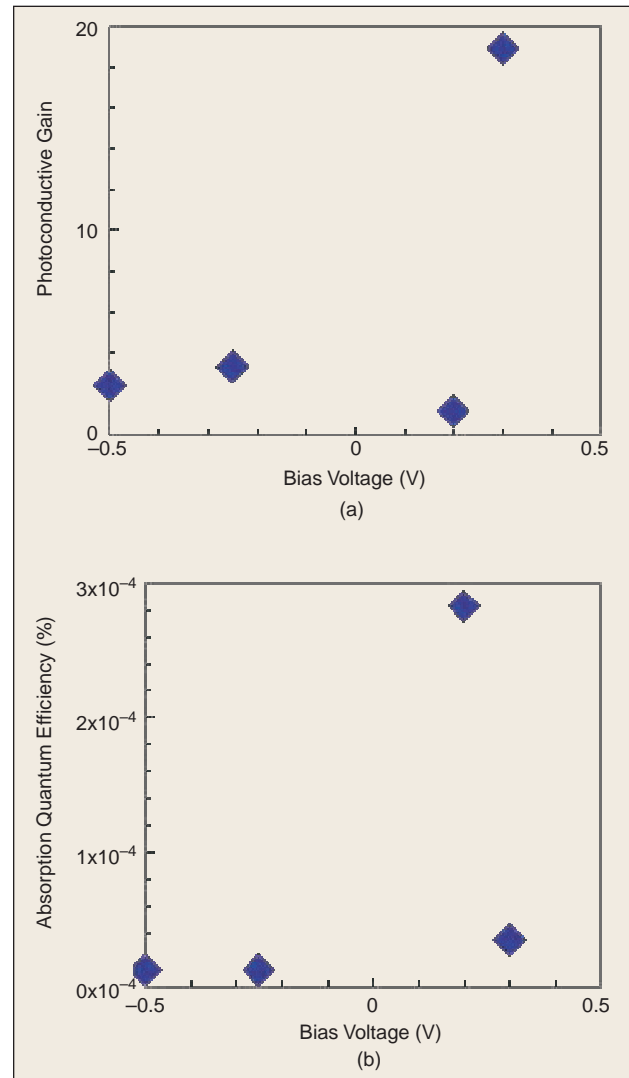 20
Photoconductive Gain
10
0
–0.5
0
0.5
Bias Voltage (V)
(a)
3x10–4
Absorption Quantum Efficiency (%)
2x10–4
1x10–4
0x10–4
–0.5
0
0.5
Bias Voltage (V)
(b)